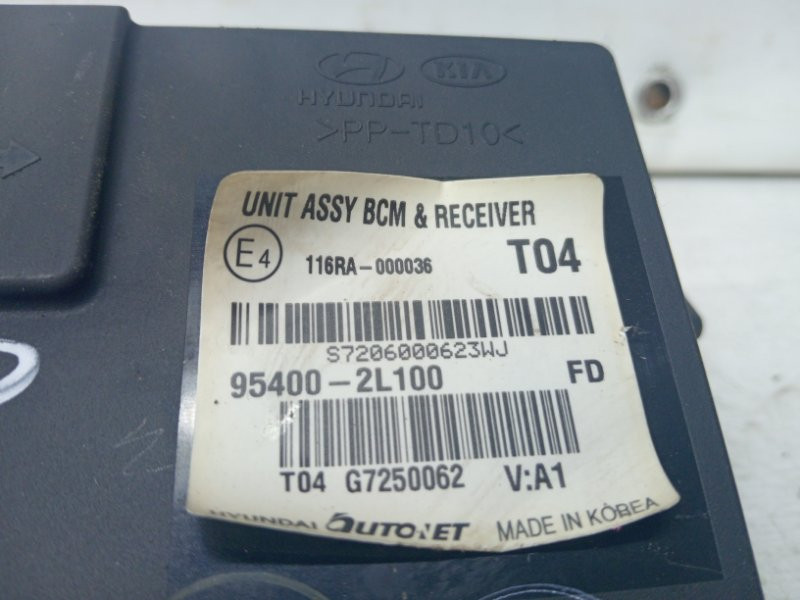 HYUNDAI KIA
>PP-TD10<
UNIT ASSY BCM & RECEIVER
E4 116RA-000036 T04
S7206000623WJ
95400-2L100 FD
T04 G7250062 V:A1
HYUNDAI AUTONET MADE IN KOREA